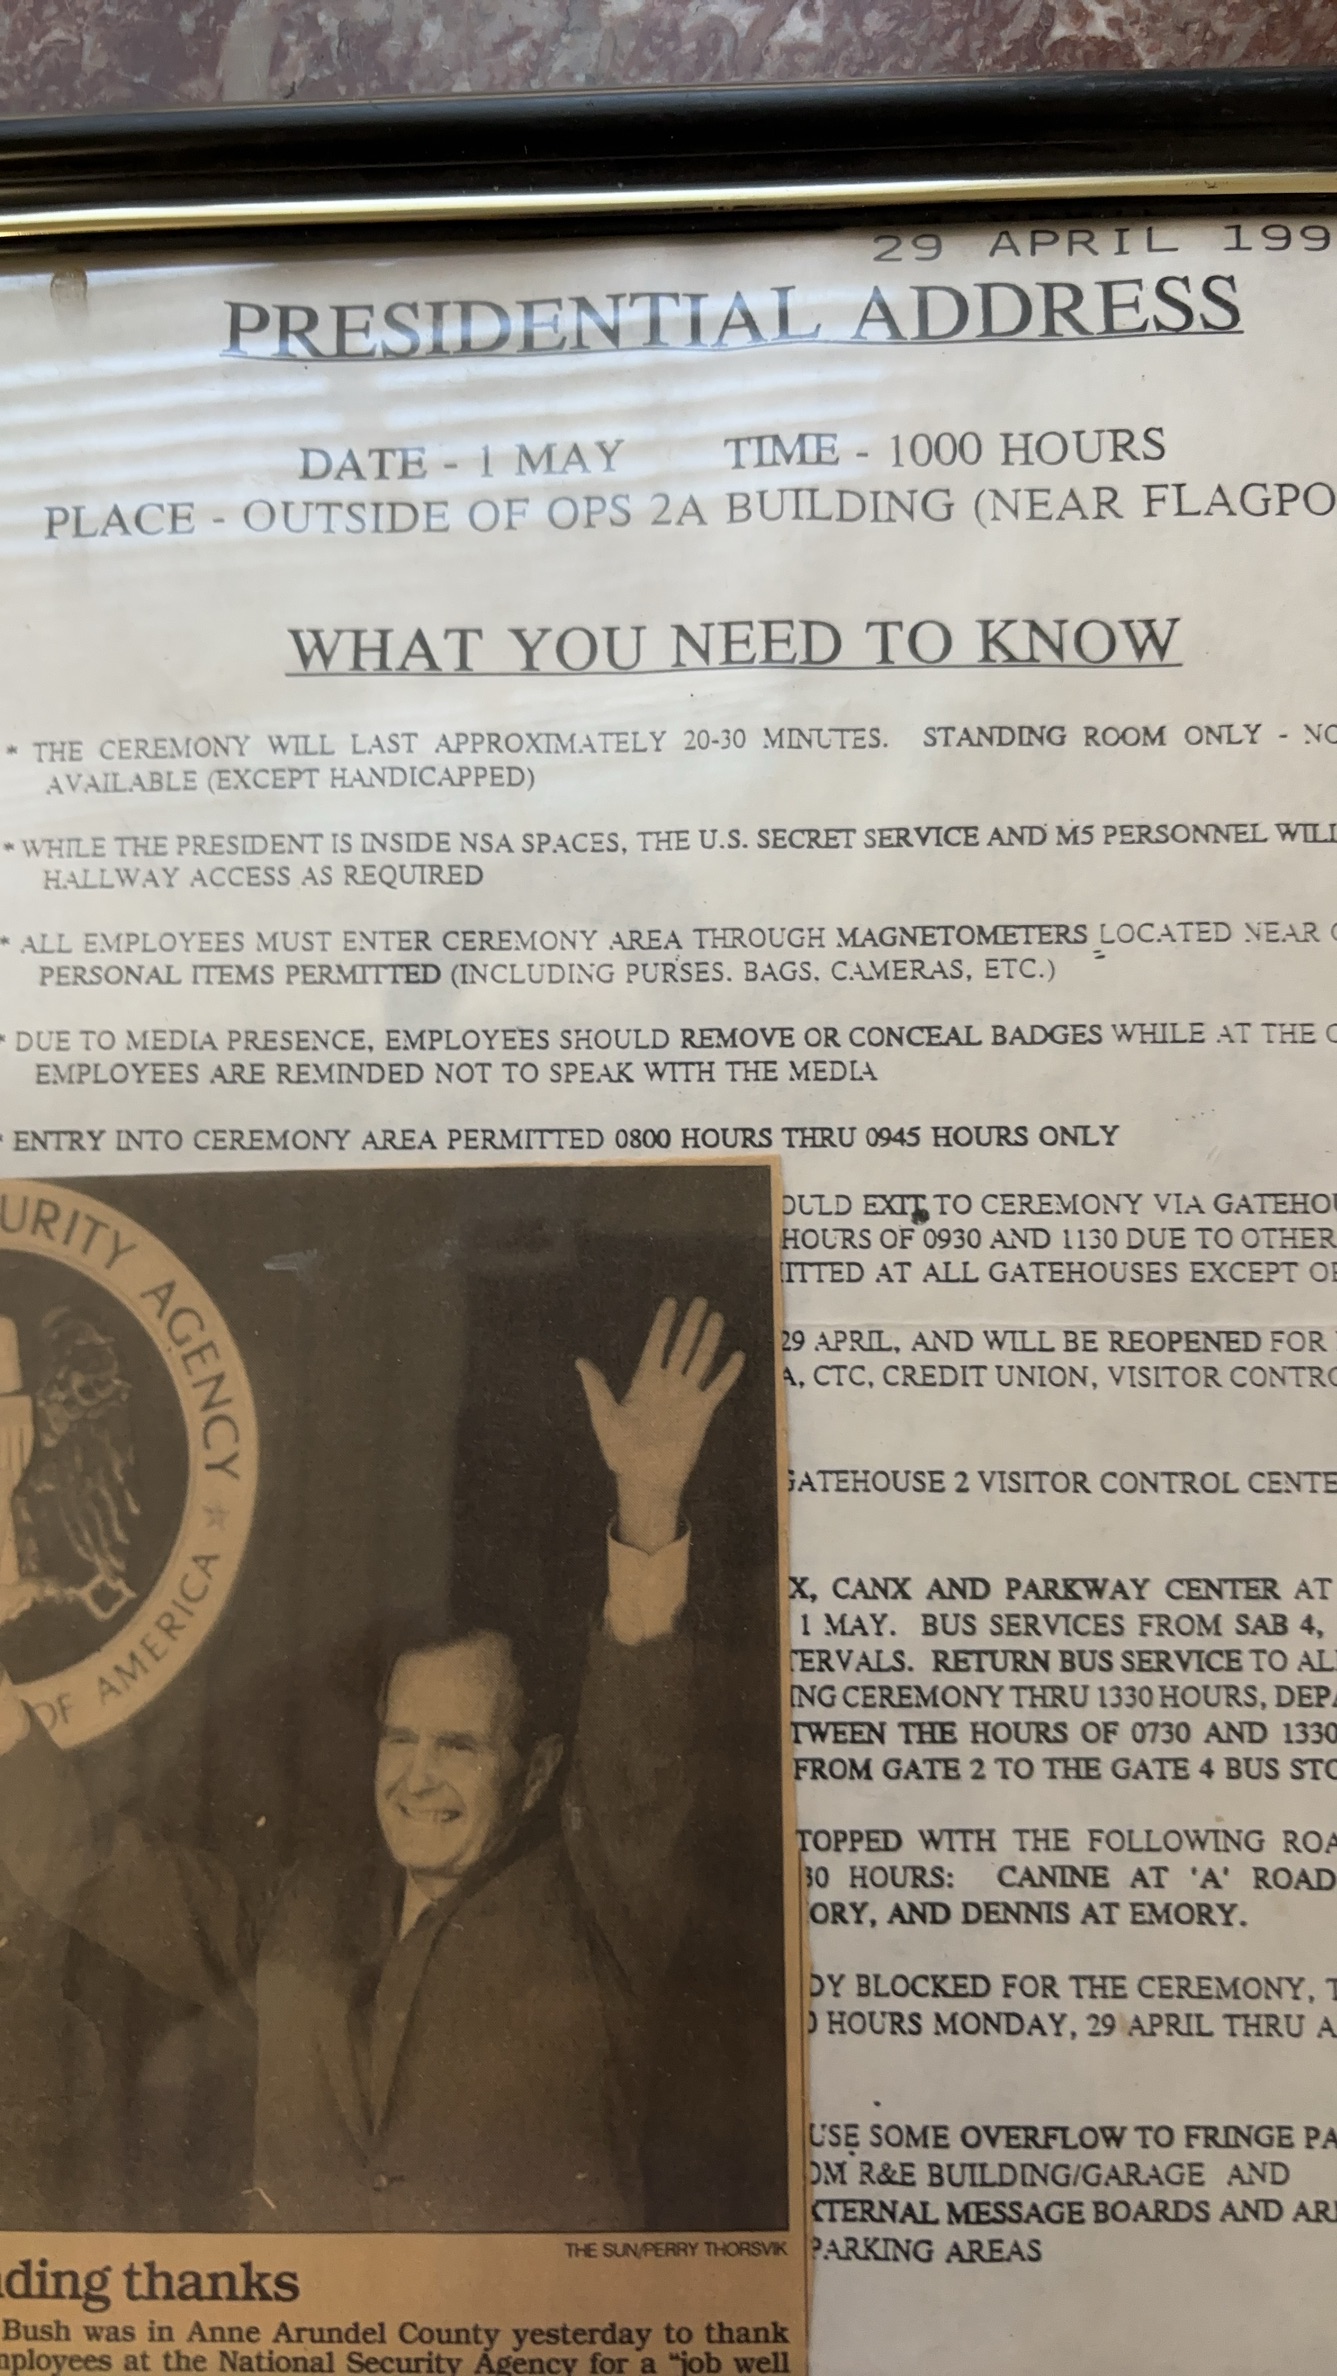 29 APRIL 199
PRESIDENTIAL ADDRESS
DATE - 1 MAY TIME - 1000 HOURS
PLACE - OUTSIDE OF OPS 2A BUILDING (NEAR FLAGPO
WHAT YOU NEED TO KNOW
* THE CEREMONY WILL LAST APPROXIMATELY 20-30 MINUTES. STANDING ROOM ONLY - NO
AVAILABLE (EXCEPT HANDICAPPED)
* WHILE THE PRESIDENT IS INSIDE NSA SPACES, THE U.S. SECRET SERVICE AND M5 PERSONNEL WILL
HALLWAY ACCESS AS REQUIRED
* ALL EMPLOYEES MUST ENTER CEREMONY AREA THROUGH MAGNETOMETERS LOCATED NEAR
PERSONAL ITEMS PERMITTED (INCLUDING PURSES. BAGS. CAMERAS, ETC.)
* DUE TO MEDIA PRESENCE, EMPLOYEES SHOULD REMOVE OR CONCEAL BADGES WHILE AT THE
EMPLOYEES ARE REMINDED NOT TO SPEAK WITH THE MEDIA
* ENTRY INTO CEREMONY AREA PERMITTED 0800 HOURS THRU 0945 HOURS ONLY
OULD EXIT TO CEREMONY VIA GATEHOU
HOURS OF 0930 AND 1130 DUE TO OTHER
ITTED AT ALL GATEHOUSES EXCEPT
29 APRIL, AND WILL BE REOPENED FOR
A, CTC, CREDIT UNION, VISITOR CONTRO
GATEHOUSE 2 VISITOR CONTROL CENTE
X, CANX AND PARKWAY CENTER AT
1 MAY. BUS SERVICES FROM SAB 4,
TERVALS. RETURN BUS SERVICE TO ALL
ING CEREMONY THRU 1330 HOURS, DEPA
TWEEN THE HOURS OF 0730 AND 1330
FROM GATE 2 TO THE GATE 4 BUS STO
TOPPED WITH THE FOLLOWING ROA
30 HOURS: CANINE AT 'A' ROAD
ORY, AND DENNIS AT EMORY.
DY BLOCKED FOR THE CEREMONY,
0 HOURS MONDAY, 29 APRIL THRU A
USE SOME OVERFLOW TO FRINGE PA
OM R&E BUILDING/GARAGE AND
XTERNAL MESSAGE BOARDS AND ARE
PARKING AREAS
URITY AGENCY
OF AMERICA
THE SUN/PERRY THORSVIK
ding thanks
Bush was in Anne Arundel County yesterday to thank
mployees at the National Security Agency for a "job well